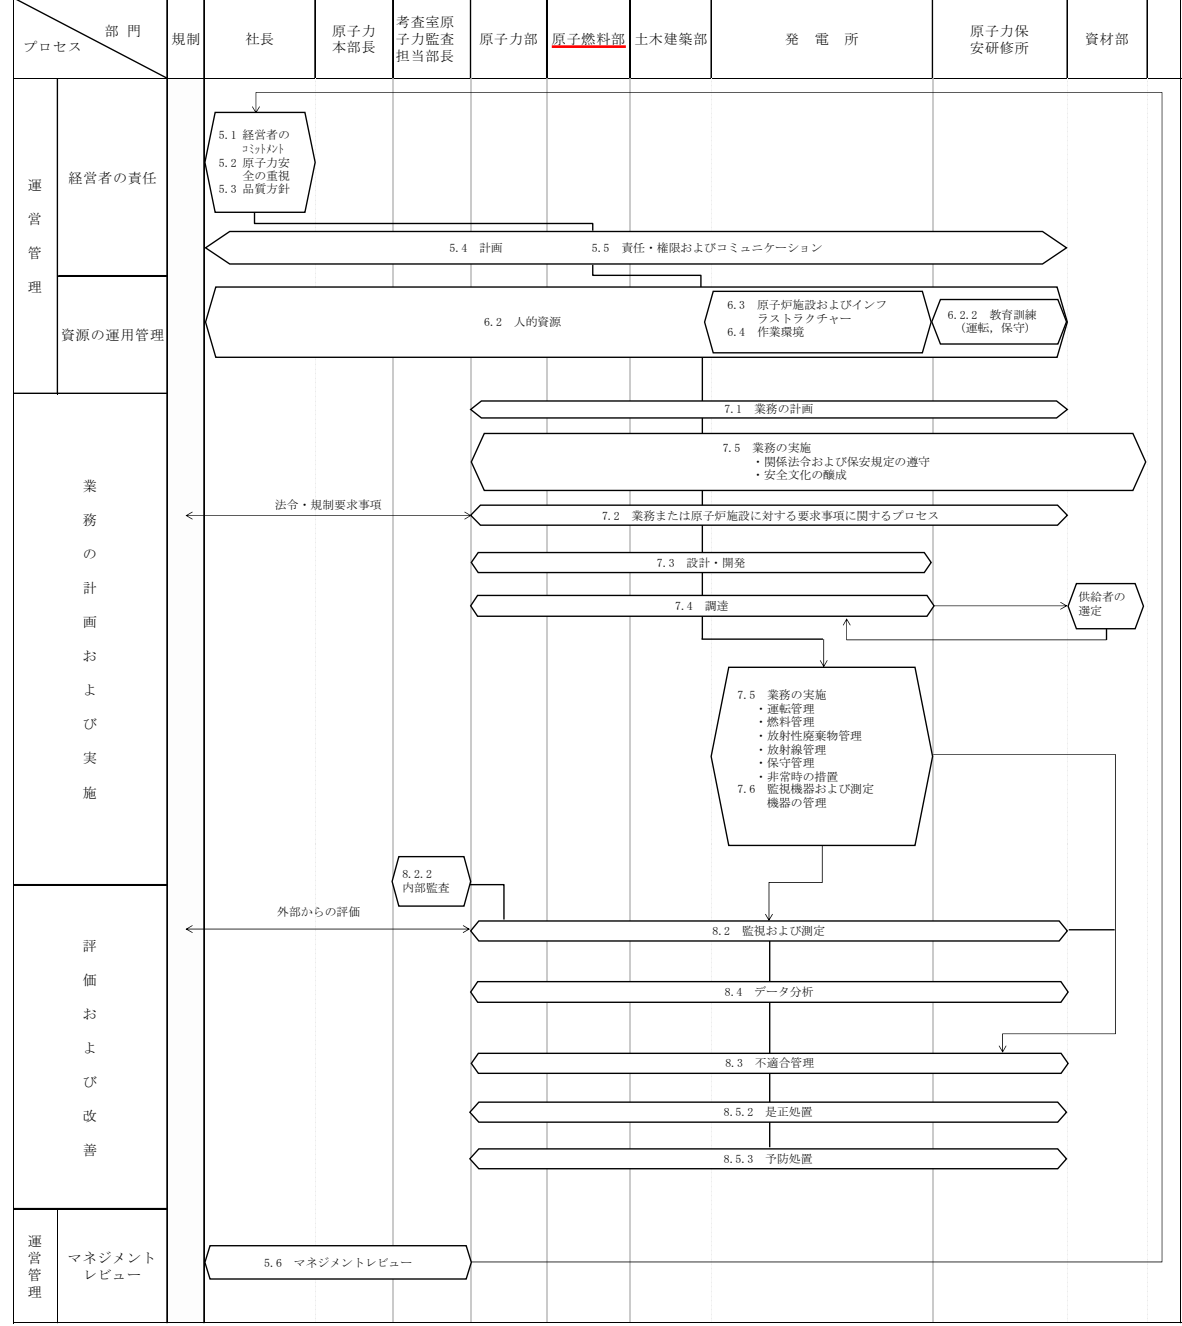 部 門
プロセス
規制
社長
原子力
本部長
考査室原
子力監査
担当部長
原子力部
原子燃料部
土木建築部
発 電 所
原子力保
安研修所
資材部
運営管理
経営者の責任
5.1 経営者の
コミットメント
5.2 原子力安
全の重視
5.3 品質方針
5.4 計画
5.5 責任・権限およびコミュニケーション
資源の運用管理
6.2 人的資源
6.3 原子炉施設およびインフ
ラストラクチャー
6.4 作業環境
6.2.2 教育訓練
(運転, 保守)
業務の計画および実施
7.1 業務の計画
7.5 業務の実施
・関係法令および保安規定の遵守
・安全文化の醸成
法令・規制要求事項
7.2 業務または原子炉施設に対する要求事項に関するプロセス
7.3 設計・開発
7.4 調達
供給者の
選定
7.5 業務の実施
・運転管理
・燃料管理
・放射性廃棄物管理
・放射線管理
・保守管理
・非常時の措置
7.6 監視機器および測定
機器の管理
8.2.2
内部監査
評価および改善
外部からの評価
8.2 監視および測定
8.4 データ分析
8.3 不適合管理
8.5.2 是正処置
8.5.3 予防処置
運営管理
マネジメント
レビュー
5.6 マネジメントレビュー